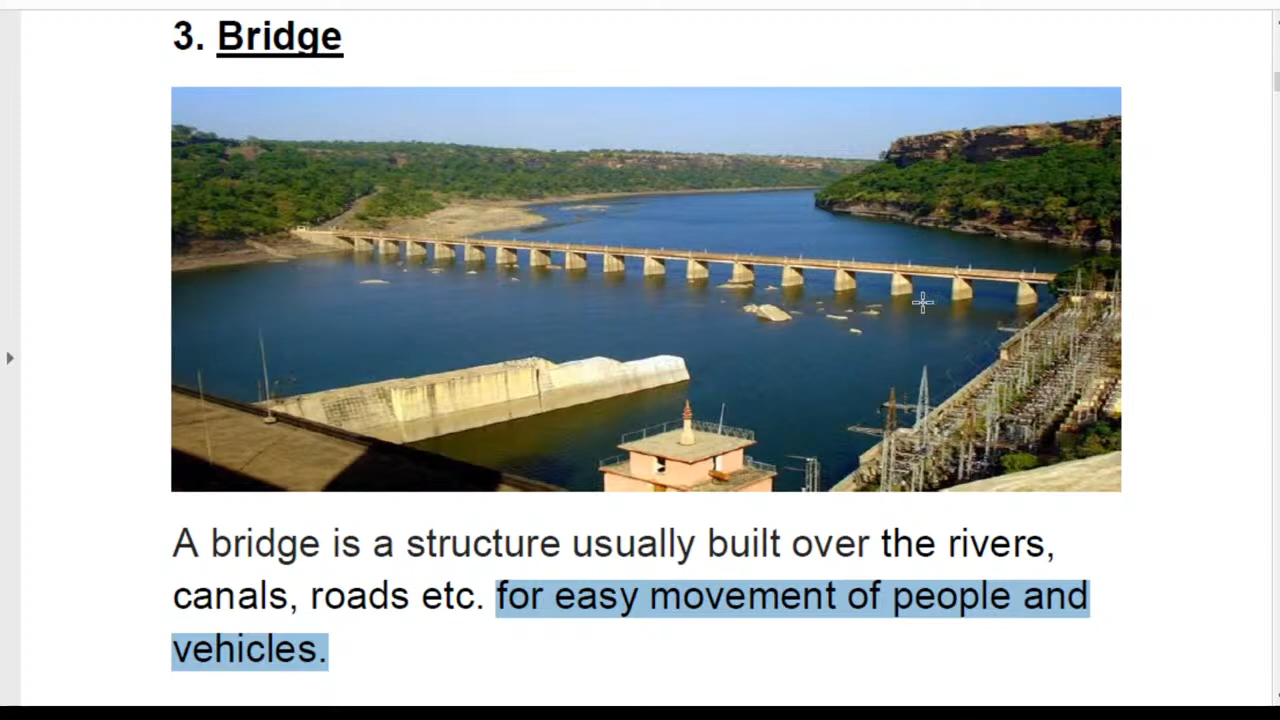 3. Bridge
A bridge is a structure usually built over the rivers,
canals, roads etc. for easy movement of people and
vehicles.